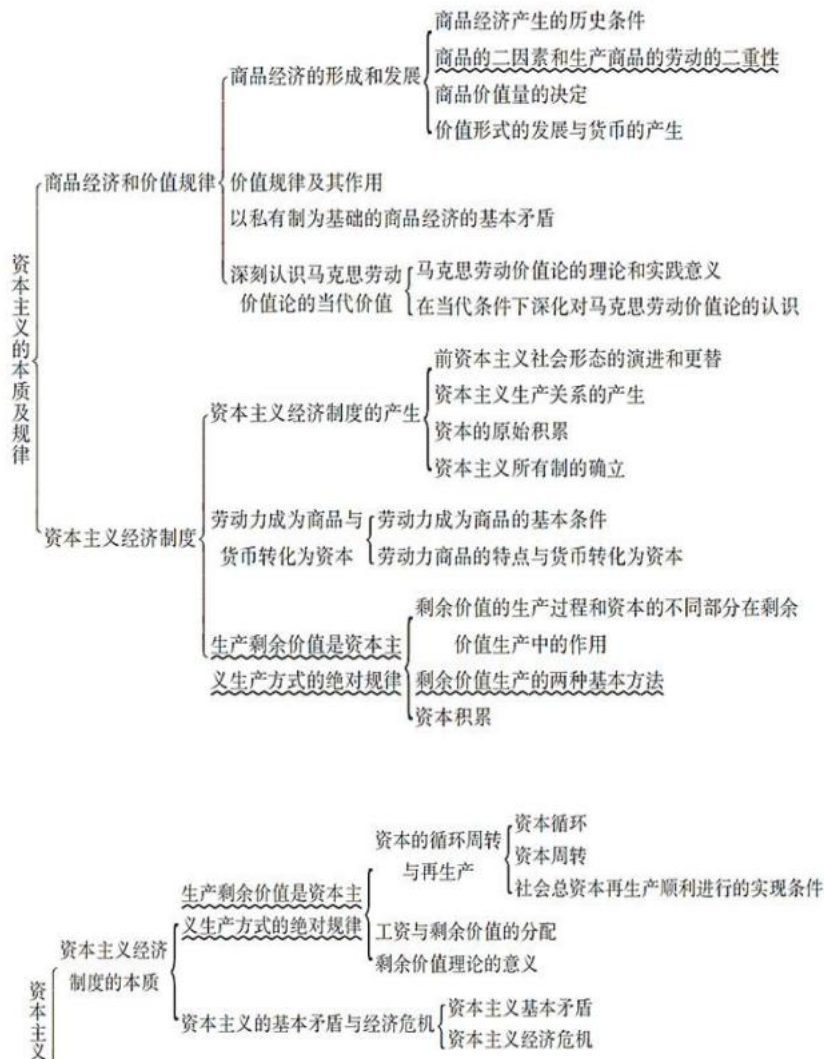 资本主义的本质及规律
商品经济和价值规律
商品经济的形成和发展
商品经济产生的历史条件
商品的二因素和生产商品的劳动的二重性
商品价值量的决定
价值形式的发展与货币的产生
价值规律及其作用
以私有制为基础的商品经济的基本矛盾
深刻认识马克思劳动
价值论的当代价值
马克思劳动价值论的理论和实践意义
在当代条件下深化对马克思劳动价值论的认识
资本主义经济制度
资本主义经济制度的产生
前资本主义社会形态的演进和更替
资本主义生产关系的产生
资本的原始积累
资本主义所有制的确立
劳动力成为商品与
货币转化为资本
劳动力成为商品的基本条件
劳动力商品的特点与货币转化为资本
生产剩余价值是资本主
义生产方式的绝对规律
剩余价值的生产过程和资本的不同部分在剩余
价值生产中的作用
剩余价值生产的两种基本方法
资本积累
资本主义
资本主义经济
制度的本质
生产剩余价值是资本主
义生产方式的绝对规律
资本的循环周转
与再生产
资本循环
资本周转
社会总资本再生产顺利进行的实现条件
工资与剩余价值的分配
剩余价值理论的意义
资本主义的基本矛盾与经济危机
资本主义基本矛盾
资本主义经济危机